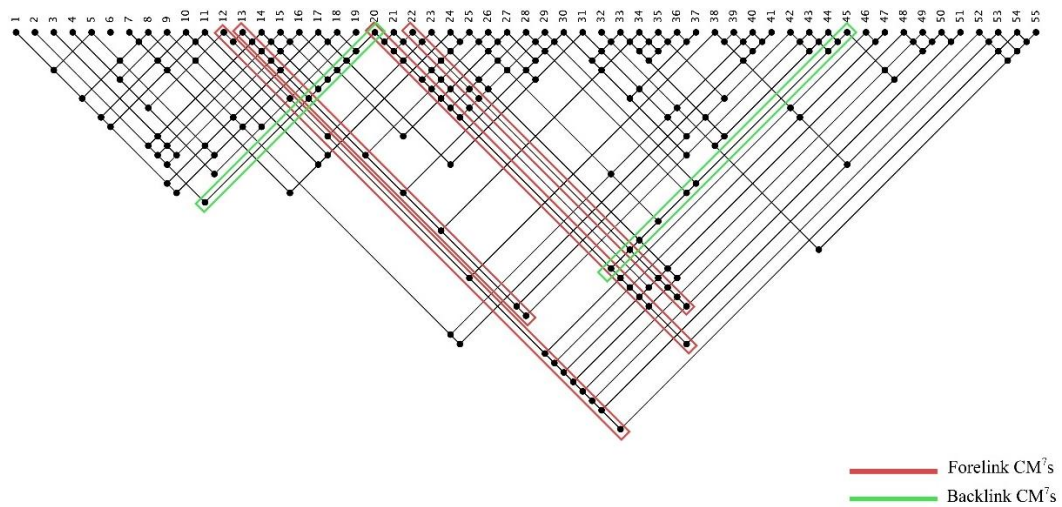 1 2 3 4 5 6 7 8 9 10 11 12 13 14 15 16 17 18 19 20 21 22 23 24 25 26 27 28 29 30 31 32 33 34 35 36 37 38 39 40 41 42 43 44 45 46 47 48 49 50 51 52 53 54 55
Forelink CM⁷s
Backlink CM⁷s